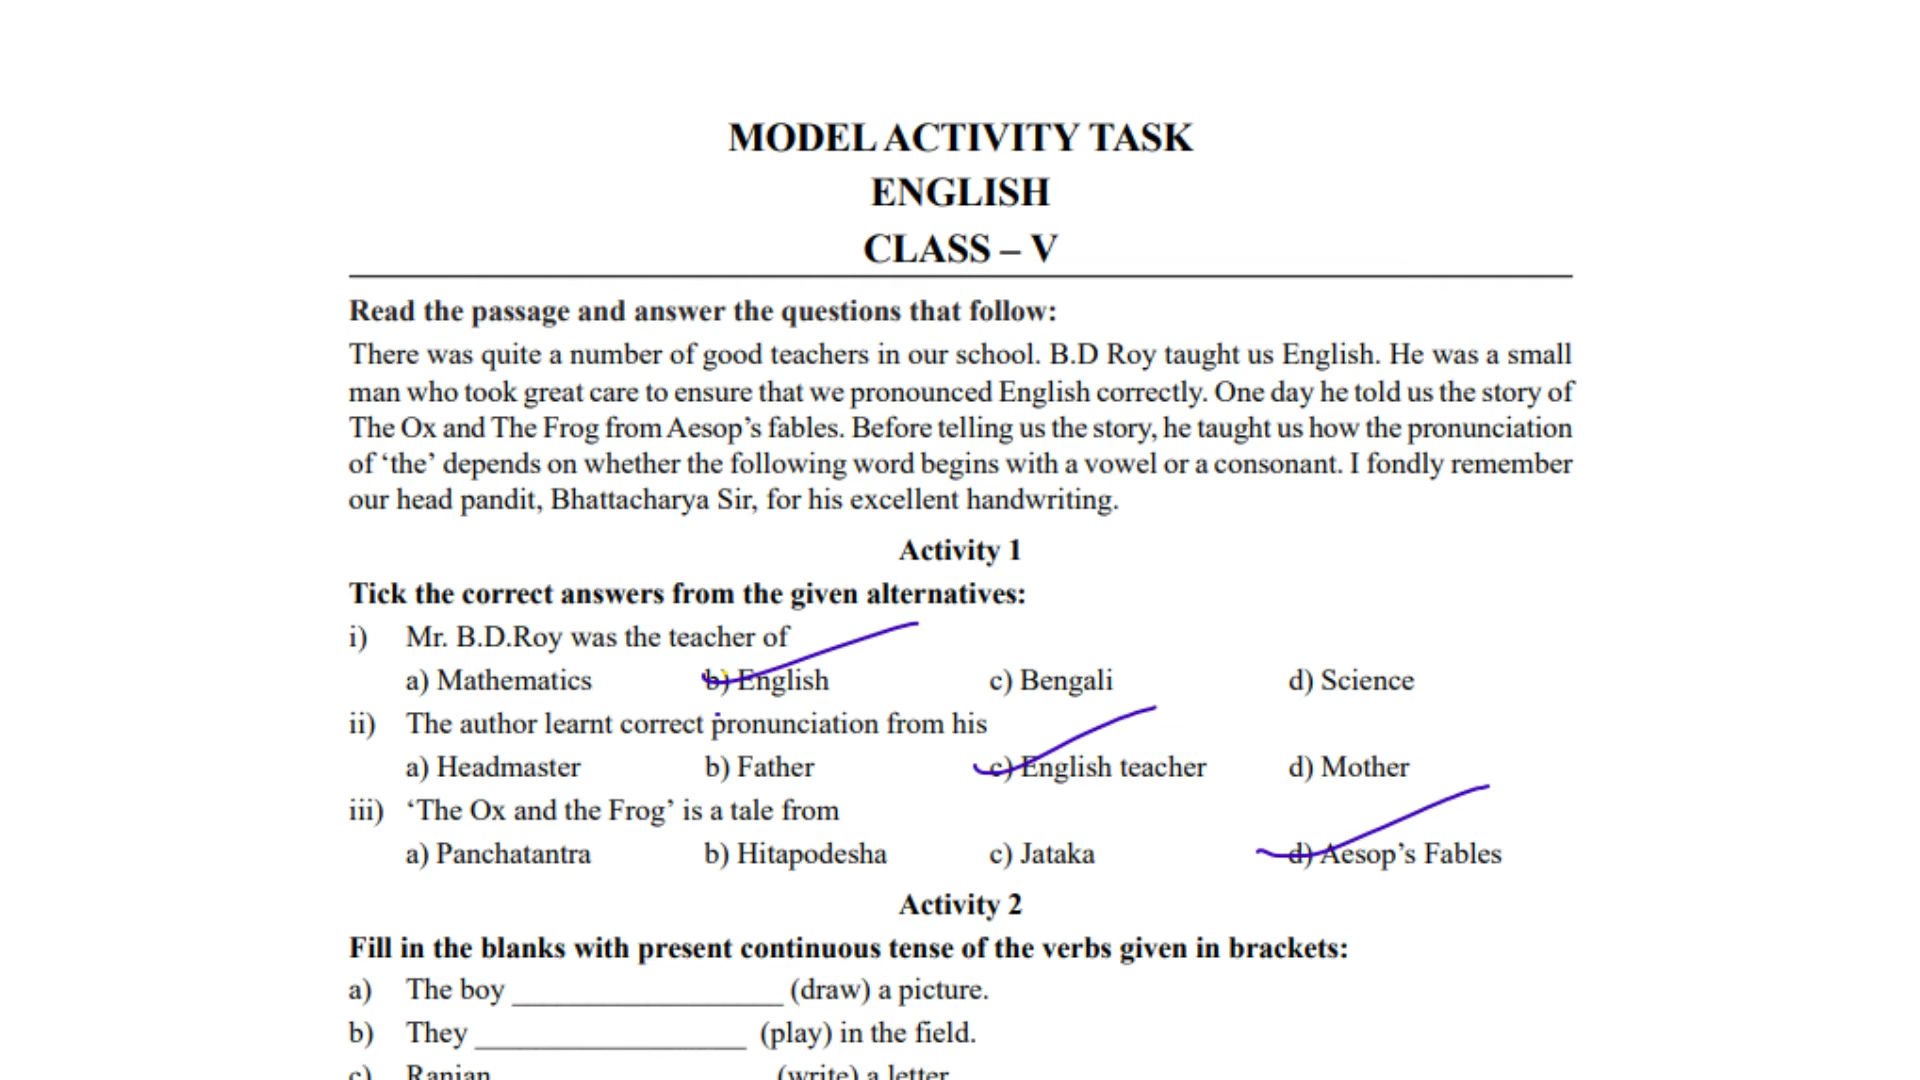 MODEL ACTIVITY TASK
ENGLISH
CLASS – V
Read the passage and answer the questions that follow:
There was quite a number of good teachers in our school. B.D Roy taught us English. He was a small
man who took great care to ensure that we pronounced English correctly. One day he told us the story of
The Ox and The Frog from Aesop’s fables. Before telling us the story, he taught us how the pronunciation
of ‘the’ depends on whether the following word begins with a vowel or a consonant. I fondly remember
our head pandit, Bhattacharya Sir, for his excellent handwriting.
Activity 1
Tick the correct answers from the given alternatives:
i) Mr. B.D.Roy was the teacher of
a) Mathematics b) English c) Bengali d) Science
ii) The author learnt correct pronunciation from his
a) Headmaster b) Father c) English teacher d) Mother
iii) ‘The Ox and the Frog’ is a tale from
a) Panchatantra b) Hitapodesha c) Jataka d) Aesop’s Fables
Activity 2
Fill in the blanks with present continuous tense of the verbs given in brackets:
a) The boy ___________________ (draw) a picture.
b) They ___________________ (play) in the field.
c) Ranjan ___________________ (write) a letter